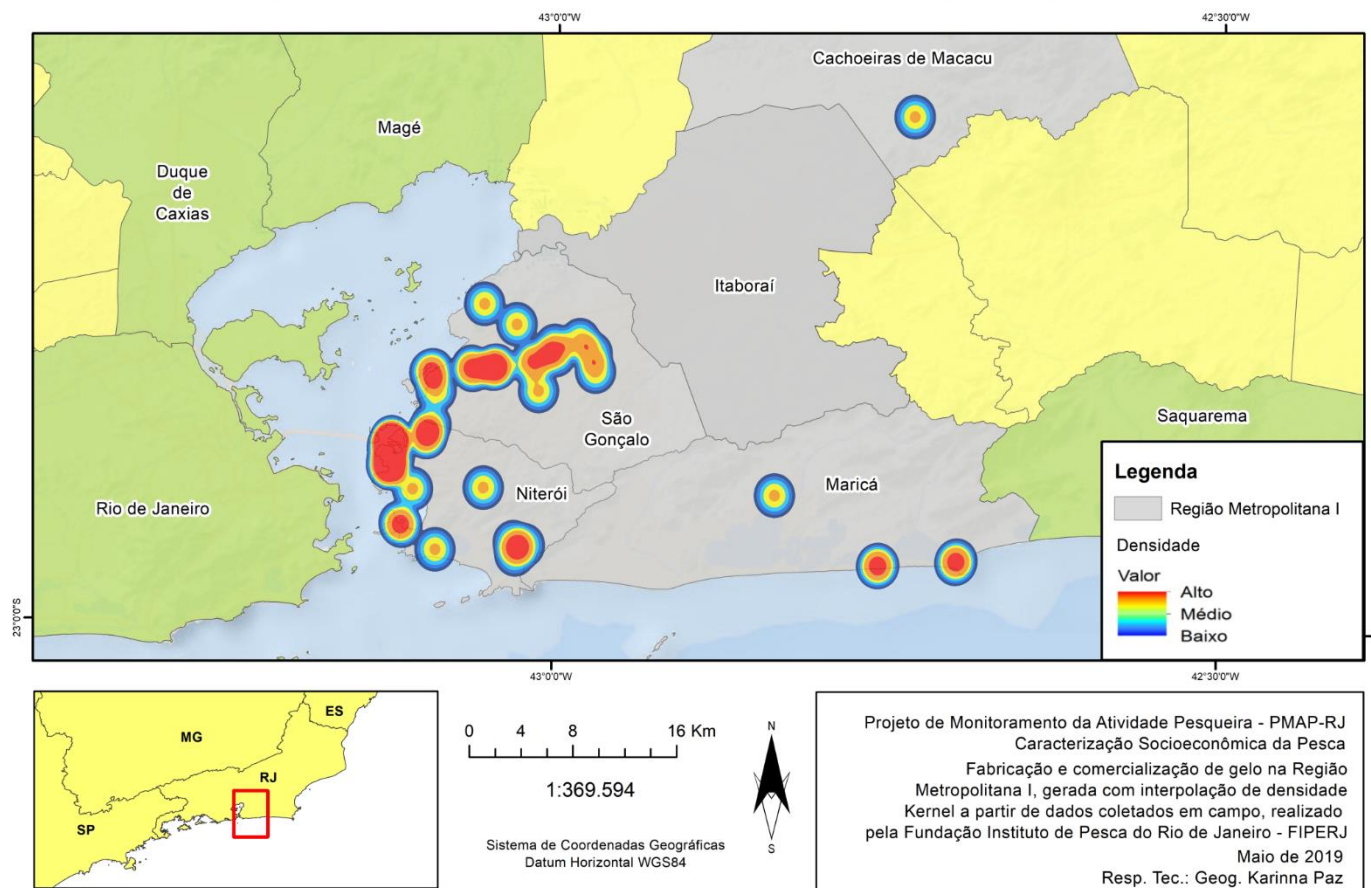 43°0'0"W
42°30'0"W
Cachoeiras de Macacu
Magé
Duque
de
Caxias
Itaboraí
São
Gonçalo
Saquarema
Niterói
Maricá
Rio de Janeiro
23°0'0"S
Legenda
Região Metropolitana I
Densidade
Valor
Alto
Médio
Baixo
43°0'0"W
42°30'0"W
ES
MG
RJ
SP
0 4 8 16 Km
1:369.594
Sistema de Coordenadas Geográficas
Datum Horizontal WGS84
N
S
Projeto de Monitoramento da Atividade Pesqueira - PMAP-RJ
Caracterização Socioeconômica da Pesca
Fabricação e comercialização de gelo na Região
Metropolitana I, gerada com interpolação de densidade
Kernel a partir de dados coletados em campo, realizado
pela Fundação Instituto de Pesca do Rio de Janeiro - FIPERJ
Maio de 2019
Resp. Tec.: Geog. Karinna Paz